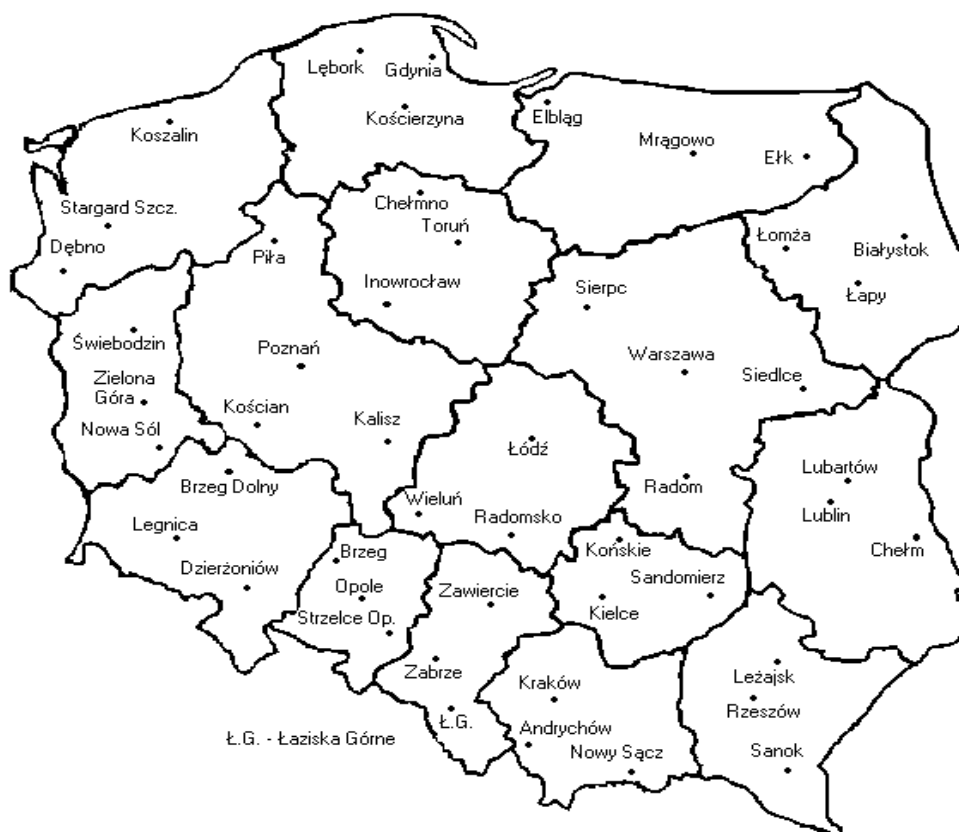 Lębork
Gdynia
Kościerzyna
Koszalin
Elbląg
Mrągowo
Ełk
Stargard Szcz.
Dębno
Chełmno
Toruń
Piła
Inowrocław
Łomża
Białystok
Łapy
Sierpc
Świebodzin
Poznań
Warszawa
Zielona
Góra
Siedlce
Nowa Sól
Kościan
Kalisz
Łódź
Brzeg Dolny
Lubartów
Radom
Wieluń
Radomsko
Lublin
Legnica
Chełm
Brzeg
Końskie
Dzierżoniów
Opole
Zawiercie
Sandomierz
Kielce
Strzelce Op.
Zabrze
Kraków
Leżajsk
Rzeszów
Ł.G.
Andrychów
Nowy Sącz
Sanok
Ł.G. - Łaziska Górne